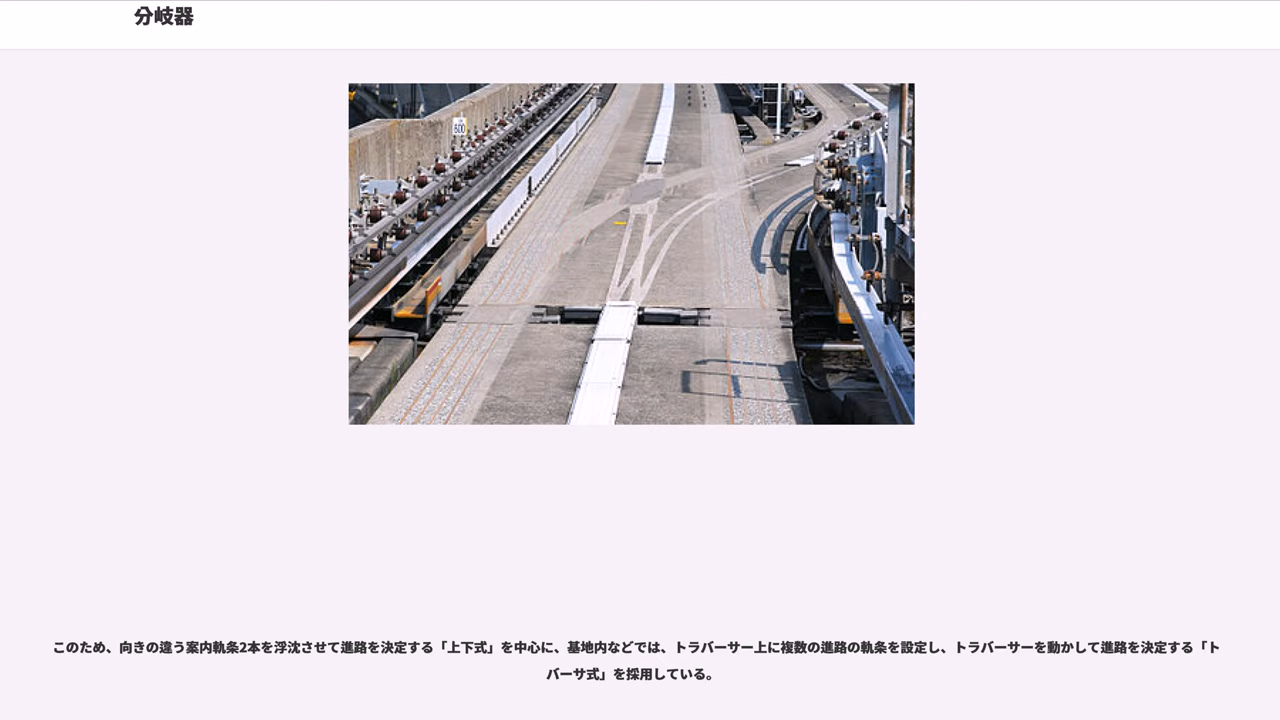 分岐器
600
このため、向きの違う案内軌条2本を浮沈させて進路を決定する「上下式」を中心に、基地内などでは、トラバーサー上に複数の進路の軌条を設定し、トラバーサーを動かして進路を決定する「ト
バーサ式」を採用している。